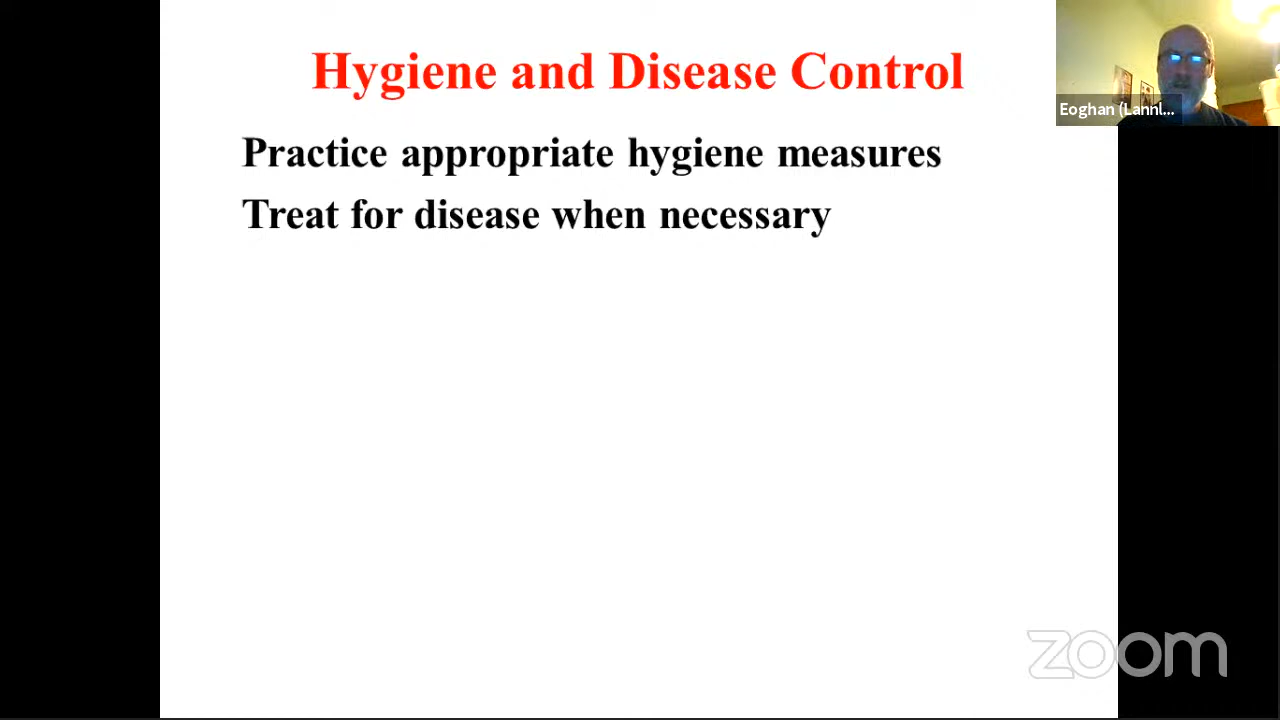 Hygiene and Disease Control
Eoghan (Lannl...
Practice appropriate hygiene measures
Treat for disease when necessary
zoom